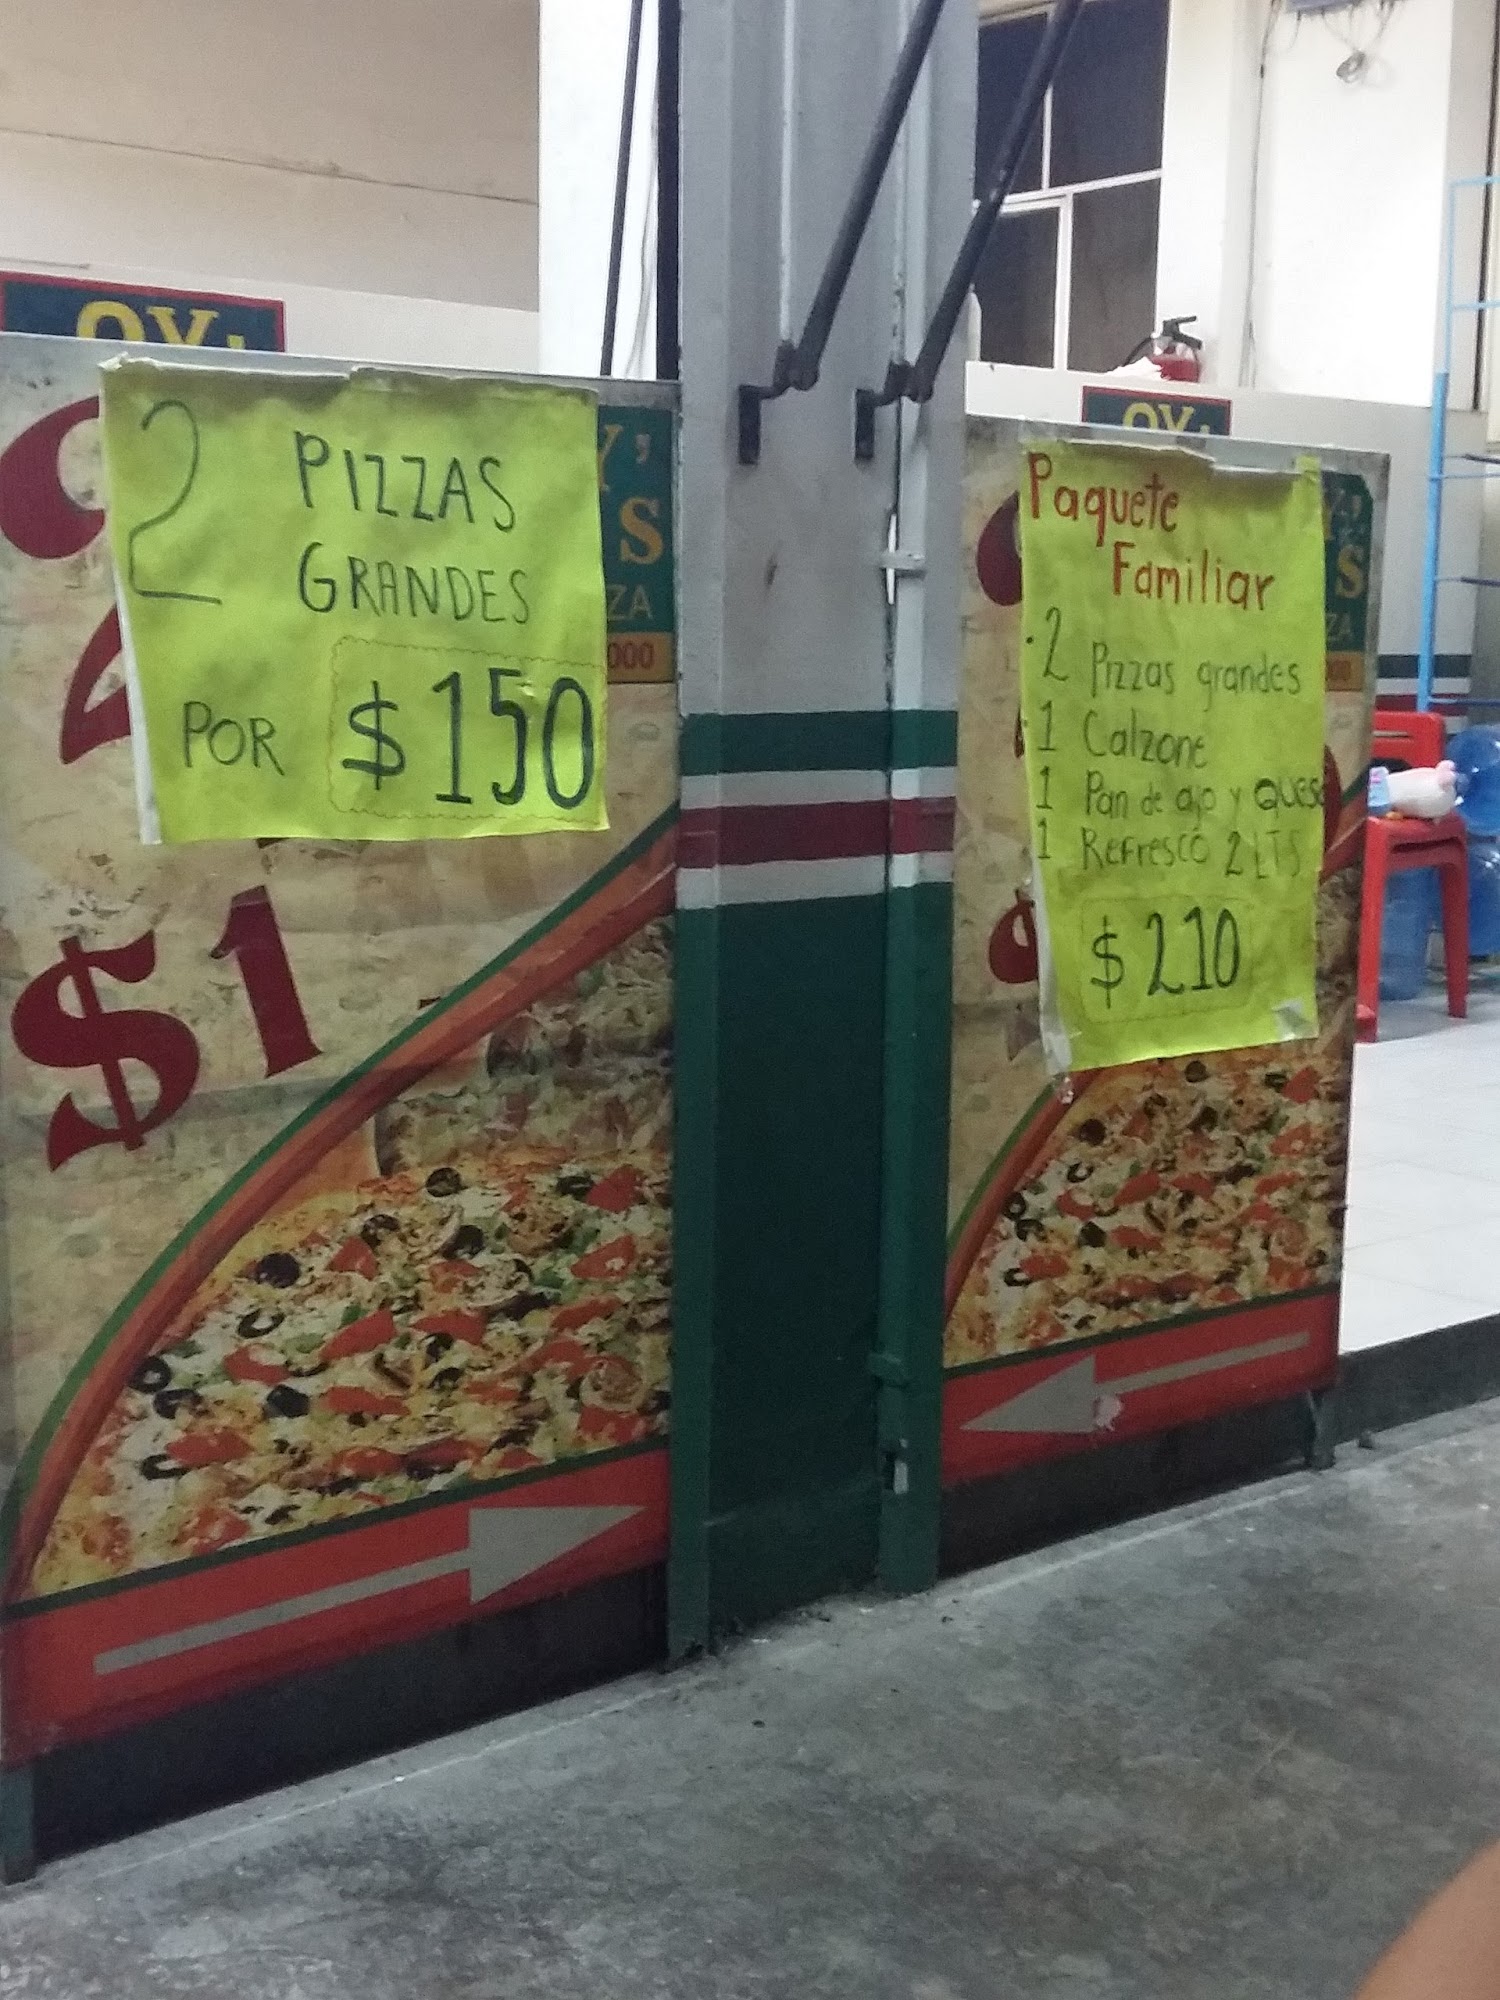 2 PIZZAS
GRANDES
POR $150
$1
Paquete
Familiar
·2 Pizzas grandes
·1 Calzone
1 Pan de ajo y QUESO
1 REFRESCO 2 LTS
$210